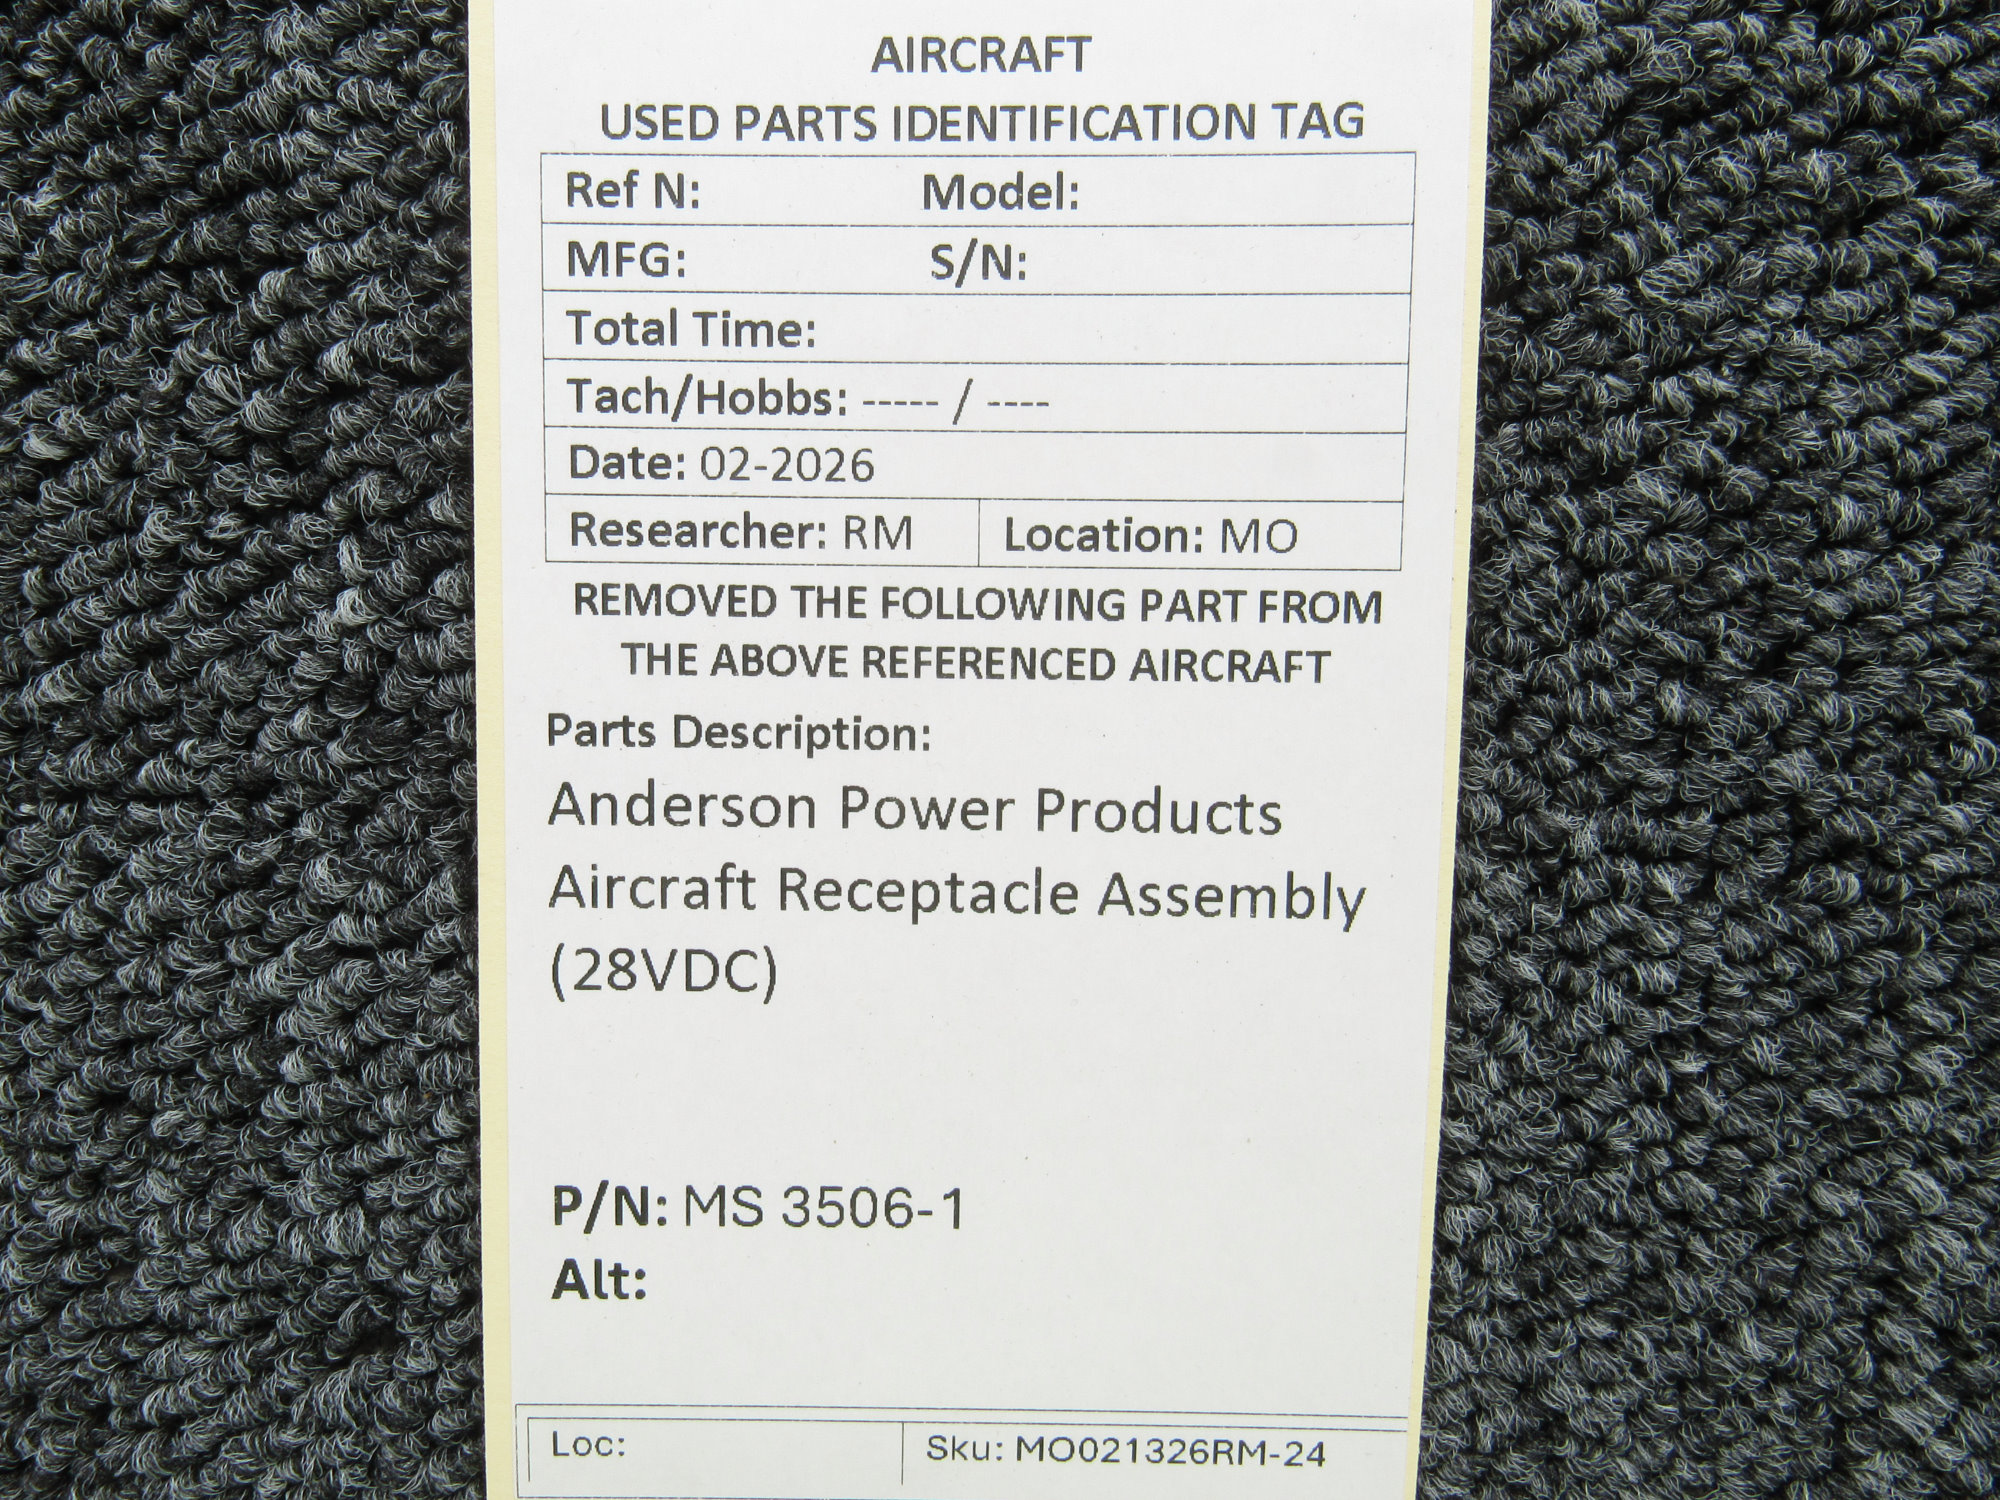 AIRCRAFT
USED PARTS IDENTIFICATION TAG
Ref N: Model:
MFG: S/N:
Total Time:
Tach/Hobbs: ----- / ----
Date: 02-2026
Researcher: RM Location: MO
REMOVED THE FOLLOWING PART FROM
THE ABOVE REFERENCED AIRCRAFT
Parts Description:
Anderson Power Products
Aircraft Receptacle Assembly
(28VDC)
P/N: MS 3506-1
Alt:
Loc: Sku: MO021326RM-24